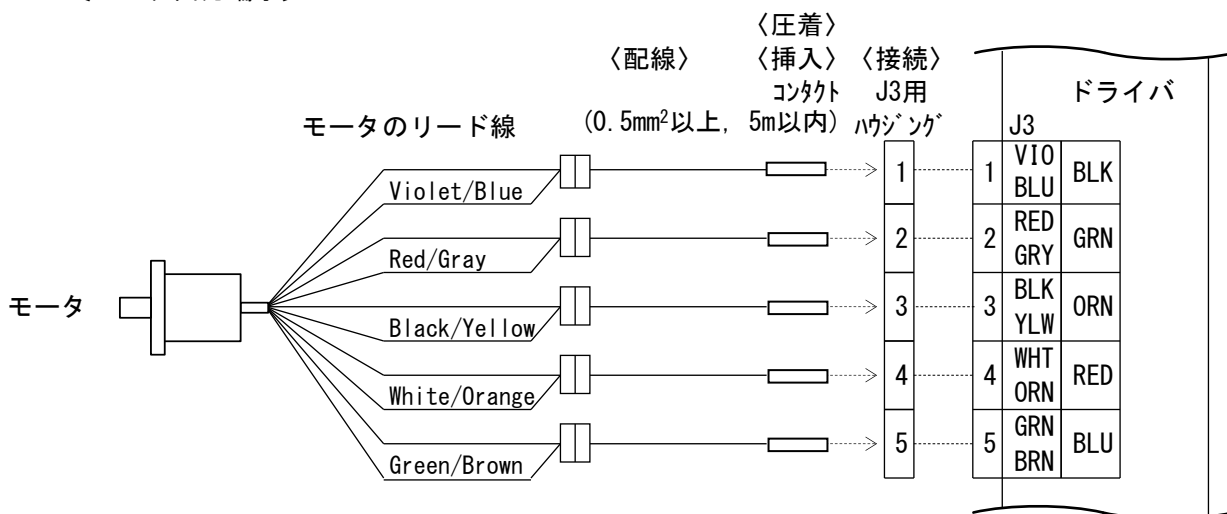 〈圧着〉
〈配線〉 〈挿入〉 〈接続〉
ｺﾝﾀｸﾄ J3用 ドライバ
モータのリード線 (0.5mm²以上, 5m以内) ﾊｳｼﾞﾝｸﾞ J3
Violet/Blue 1 1 VIO BLU BLK
Red/Gray 2 2 RED GRY GRN
モータ Black/Yellow 3 3 BLK YLW ORN
White/Orange 4 4 WHT ORN RED
Green/Brown 5 5 GRN BRN BLU